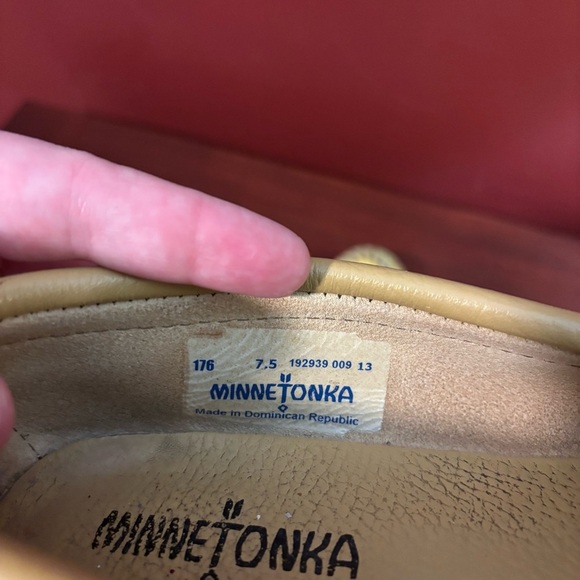 176 7.5 192939 009 13
MINNETONKA
Made in Dominican Republic
MINNETONKA